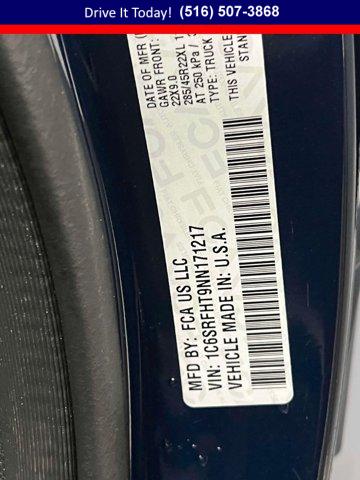 Drive It Today! (516) 507-3868
MFD BY: FCA US LLC
VIN: 1C6SRFHT9NN171217
VEHICLE MADE IN: U.S.A.
DATE OF MFR
GAWR FRONT:
22X9.0
285/45R22XL
AT 250 kPa /
TYPE: TRUCK
THIS VEHICLE
STAN